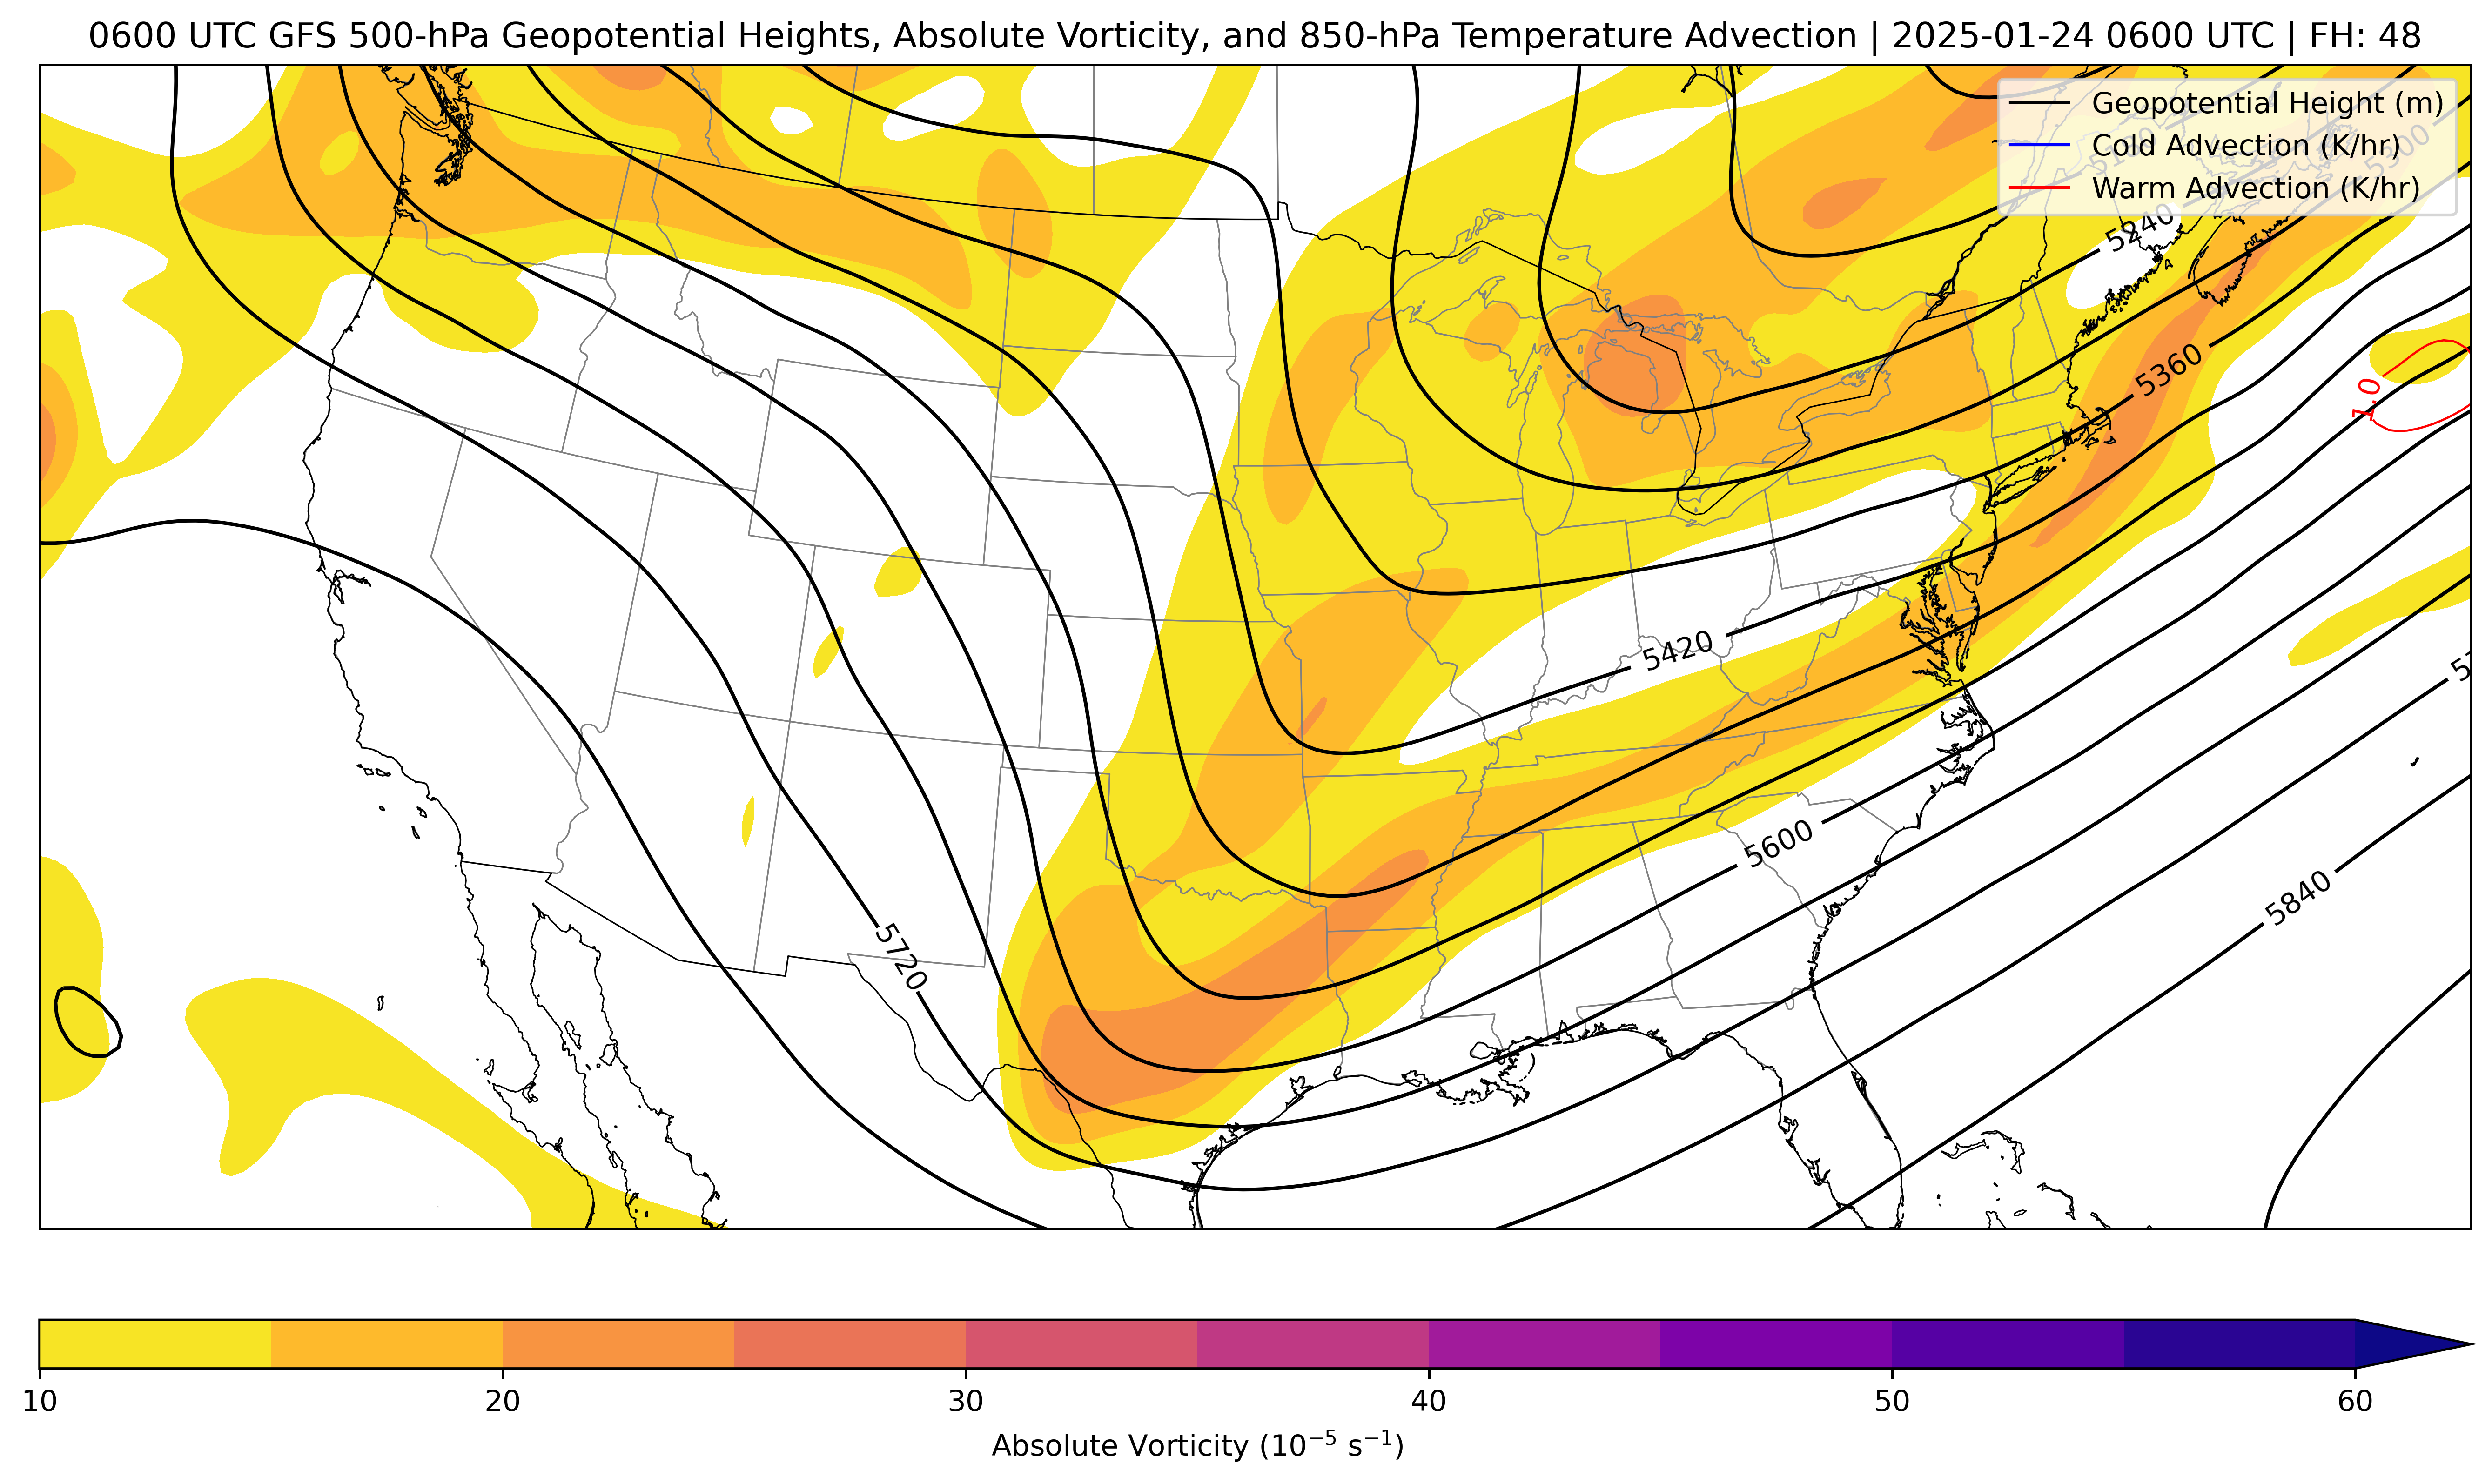 0600 UTC GFS 500-hPa Geopotential Heights, Absolute Vorticity, and 850-hPa Temperature Advection | 2025-01-24 0600 UTC | FH: 48
Geopotential Height (m)
Cold Advection (K/hr)
Warm Advection (K/hr)
5240
5360
1.0
5420
5600
5840
5720
10 20 30 40 50 60
Absolute Vorticity (10⁻⁵ s⁻¹)